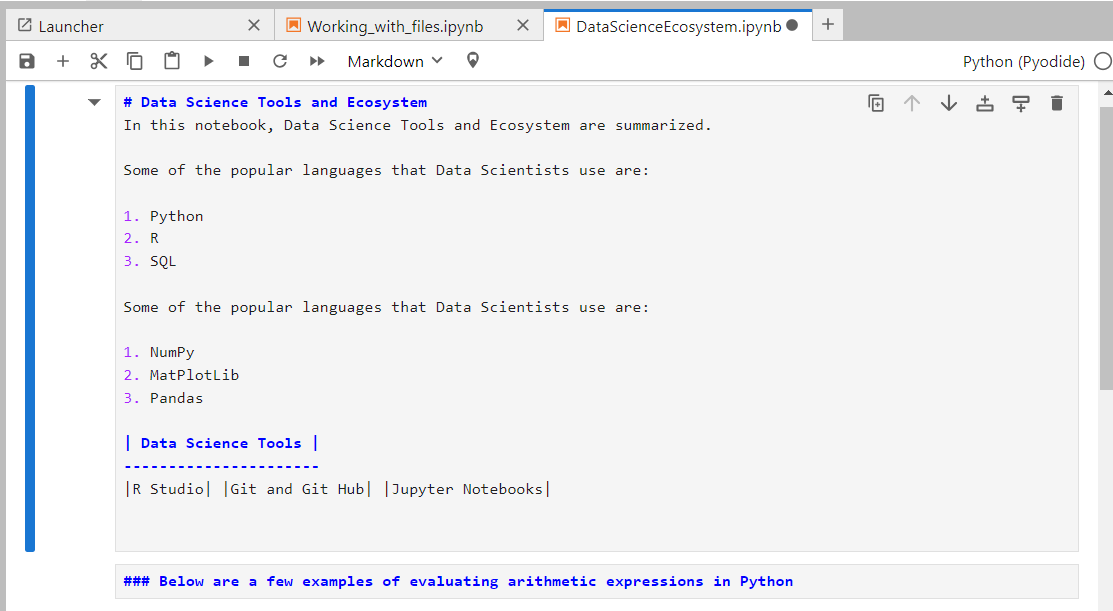 Launcher
Working_with_files.ipynb
DataScienceEcosystem.ipynb
Markdown
Python (Pyodide)
# Data Science Tools and Ecosystem
In this notebook, Data Science Tools and Ecosystem are summarized.
Some of the popular languages that Data Scientists use are:
1. Python
2. R
3. SQL
Some of the popular languages that Data Scientists use are:
1. NumPy
2. MatPlotLib
3. Pandas
| Data Science Tools |
----------------------
|R Studio| |Git and Git Hub| |Jupyter Notebooks|
### Below are a few examples of evaluating arithmetic expressions in Python